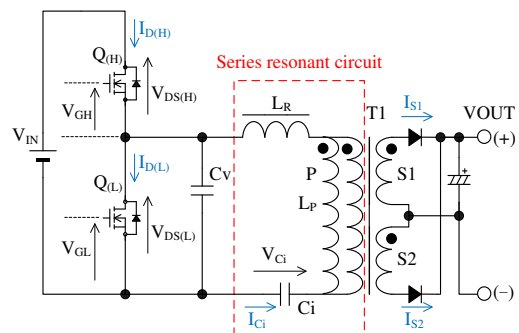 I_D(H)
Q_(H)
Series resonant circuit
V_GH
V_DS(H)
L_R
T1
I_S1
VOUT
(+)
V_IN
I_D(L)
Q_(L)
Cv
P
S1
+
L_P
V_GL
V_DS(L)
V_Ci
S2
Ci
(−)
I_Ci
I_S2